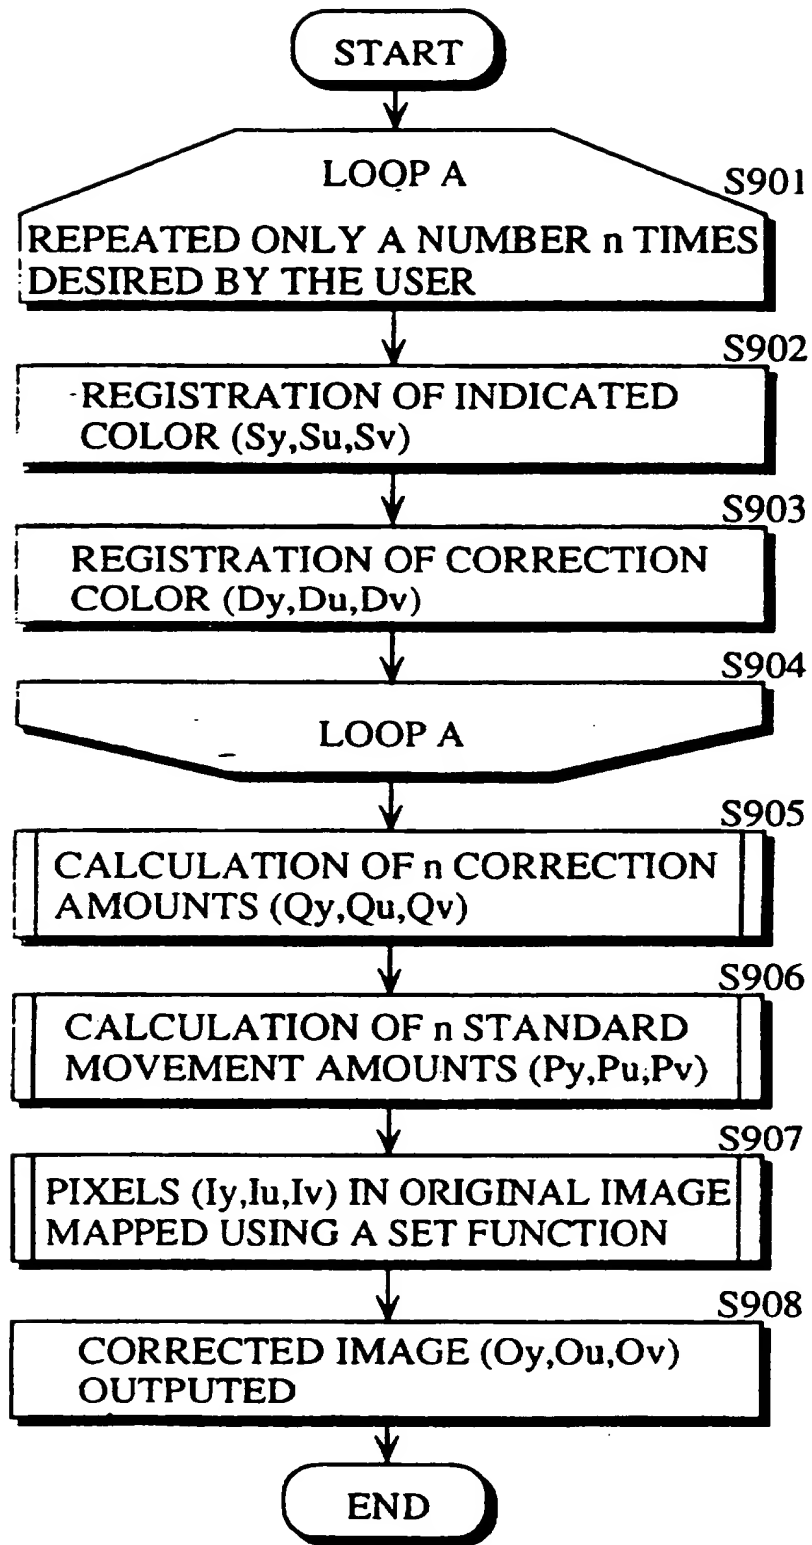 START
LOOP A
S901
REPEATED ONLY A NUMBER n TIMES
DESIRED BY THE USER
S902
REGISTRATION OF INDICATED
COLOR (Sy,Su,Sv)
S903
REGISTRATION OF CORRECTION
COLOR (Dy,Du,Dv)
S904
LOOP A
S905
CALCULATION OF n CORRECTION
AMOUNTS (Qy,Qu,Qv)
S906
CALCULATION OF n STANDARD
MOVEMENT AMOUNTS (Py,Pu,Pv)
S907
PIXELS (Iy,Iu,Iv) IN ORIGINAL IMAGE
MAPPED USING A SET FUNCTION
S908
CORRECTED IMAGE (Oy,Ou,Ov)
OUTPUTED
END